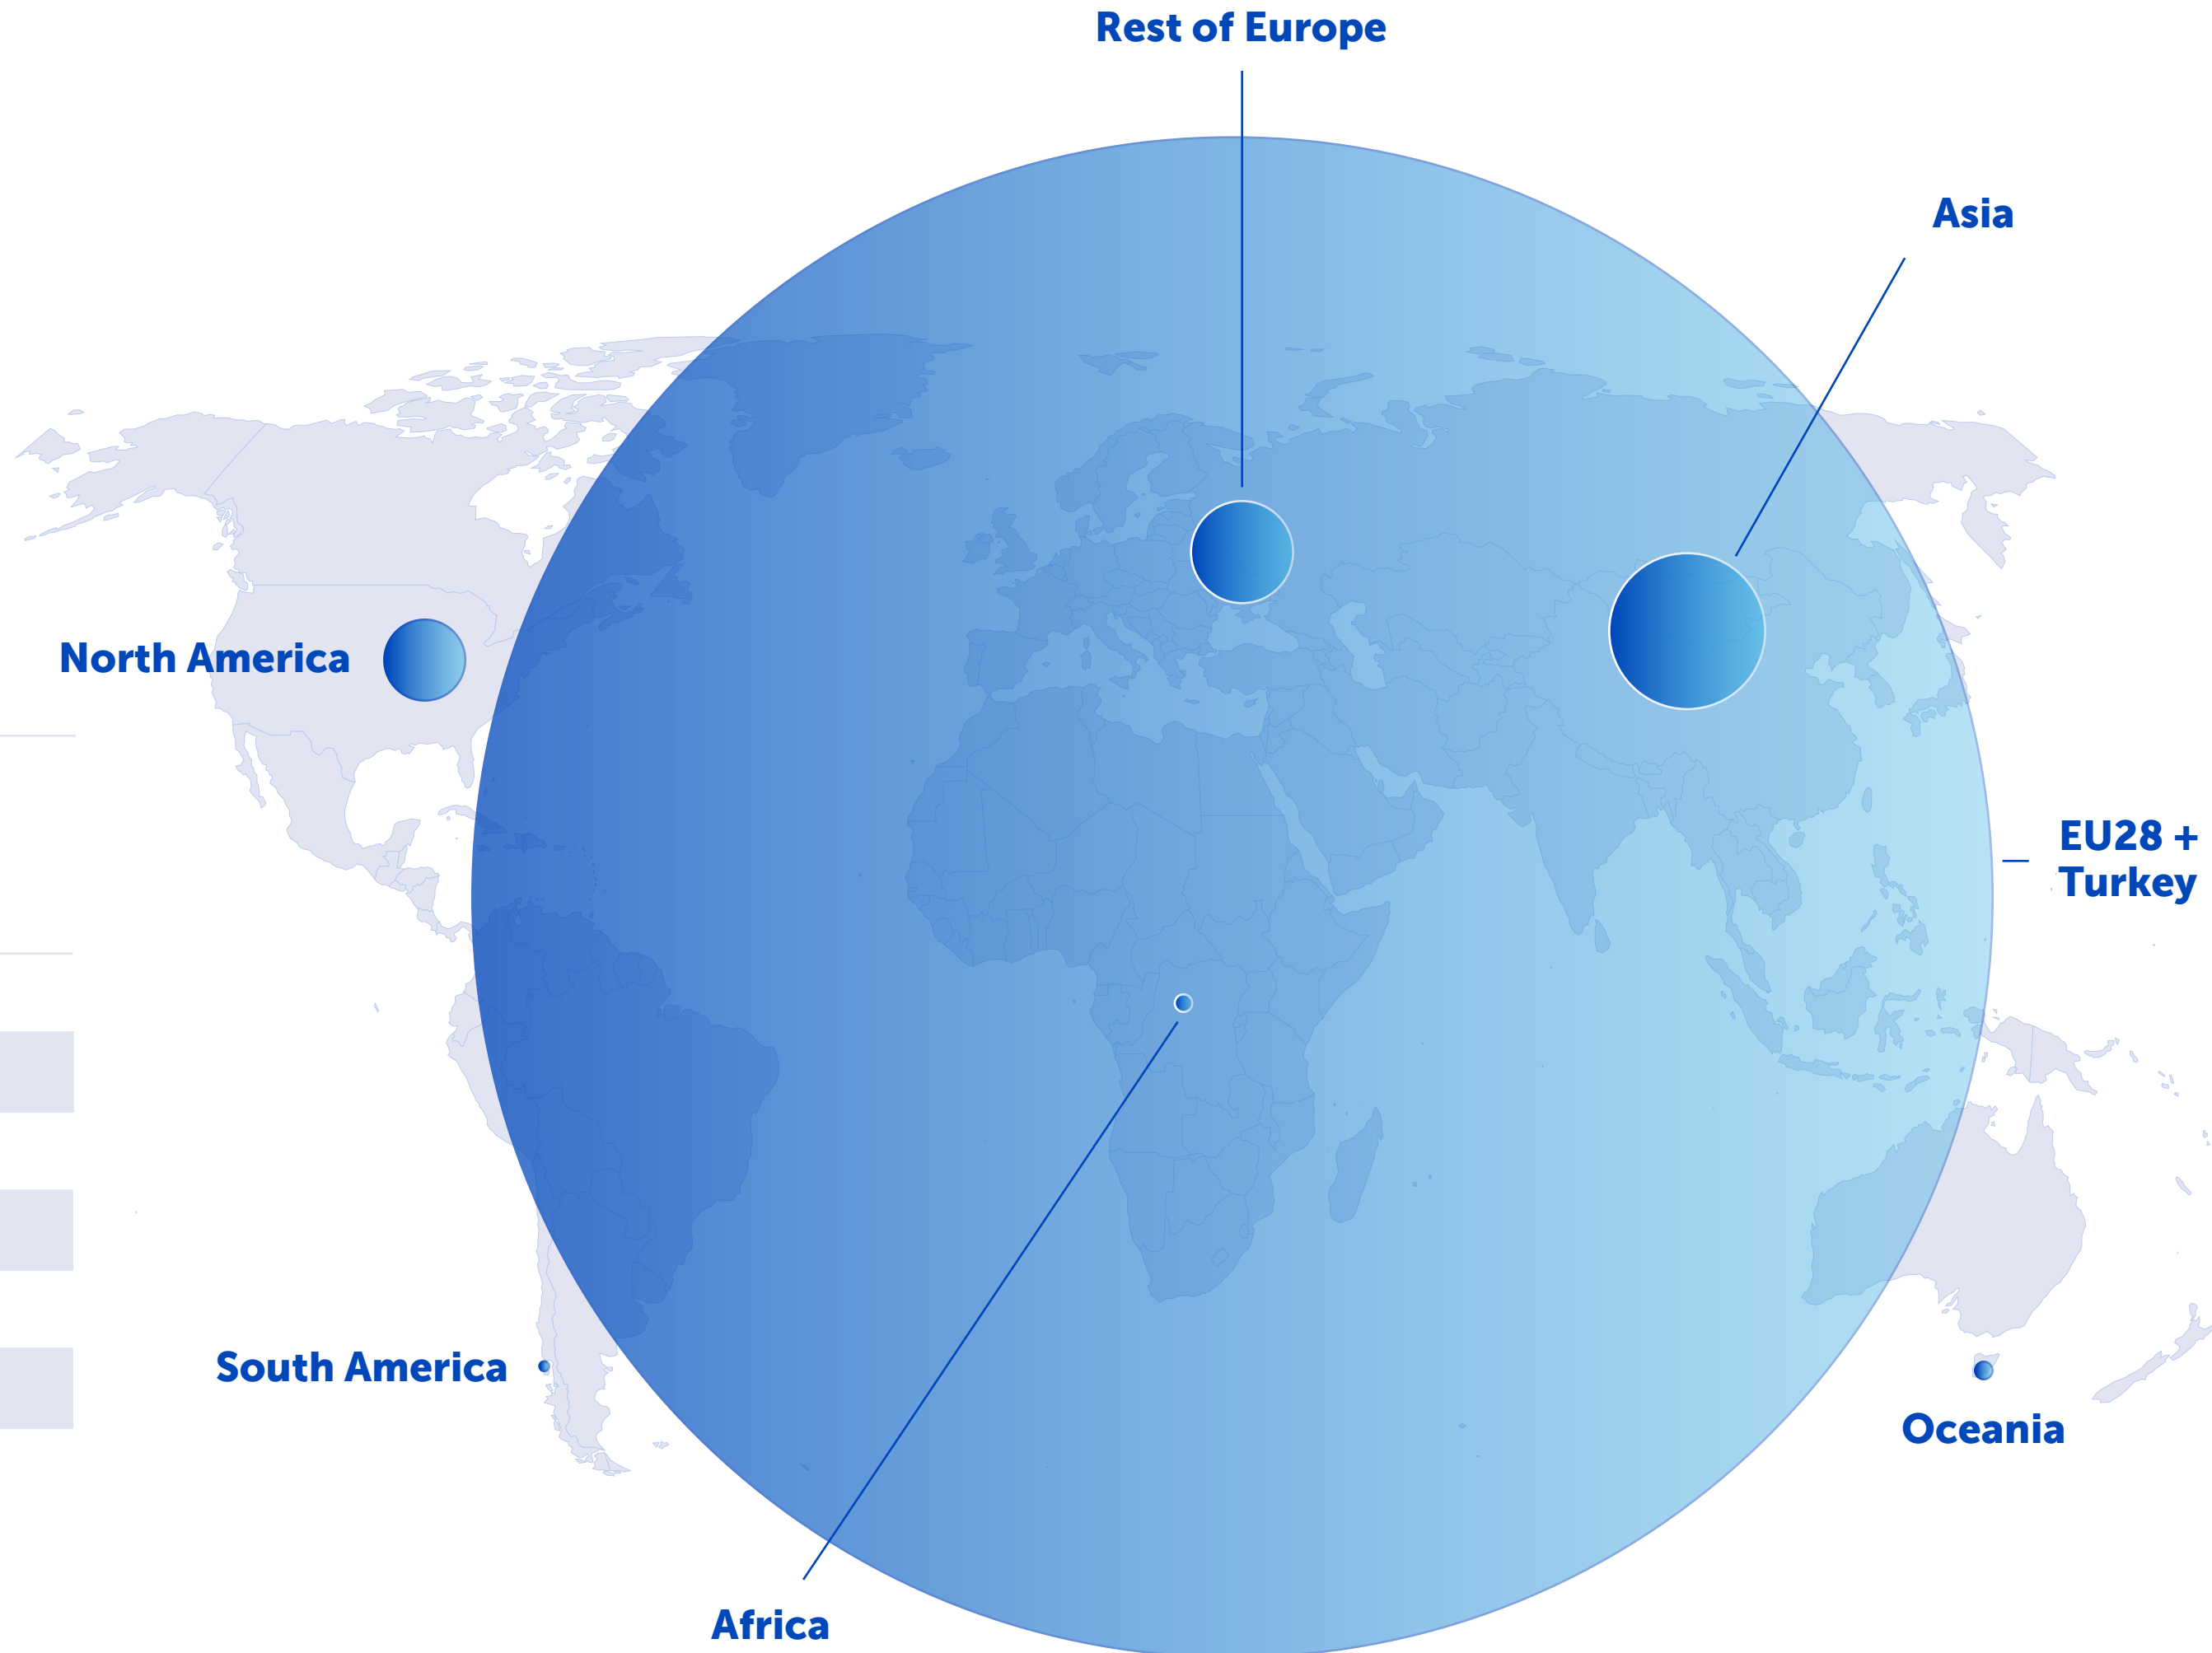 Rest of Europe
Asia
North America
EU28 +
Turkey
South America
Oceania
Africa